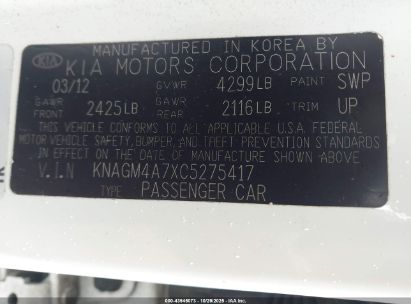 MANUFACTURED IN KOREA BY
KIA KIA MOTORS CORPORATION
03/12 GVWR 4299LB PAINT SWP
GAWR FRONT 2425LB GAWR REAR 2116LB TRIM UP
THIS VEHICLE CONFORMS TO ALL APPLICABLE U.S.A. FEDERAL
MOTOR VEHICLE SAFETY, BUMPER, AND THEFT PREVENTION STANDARDS
IN EFFECT ON THE DATE OF MANUFACTURE SHOWN ABOVE.
V.I.N KNAGM4A7XC5275417
TYPE PASSENGER CAR